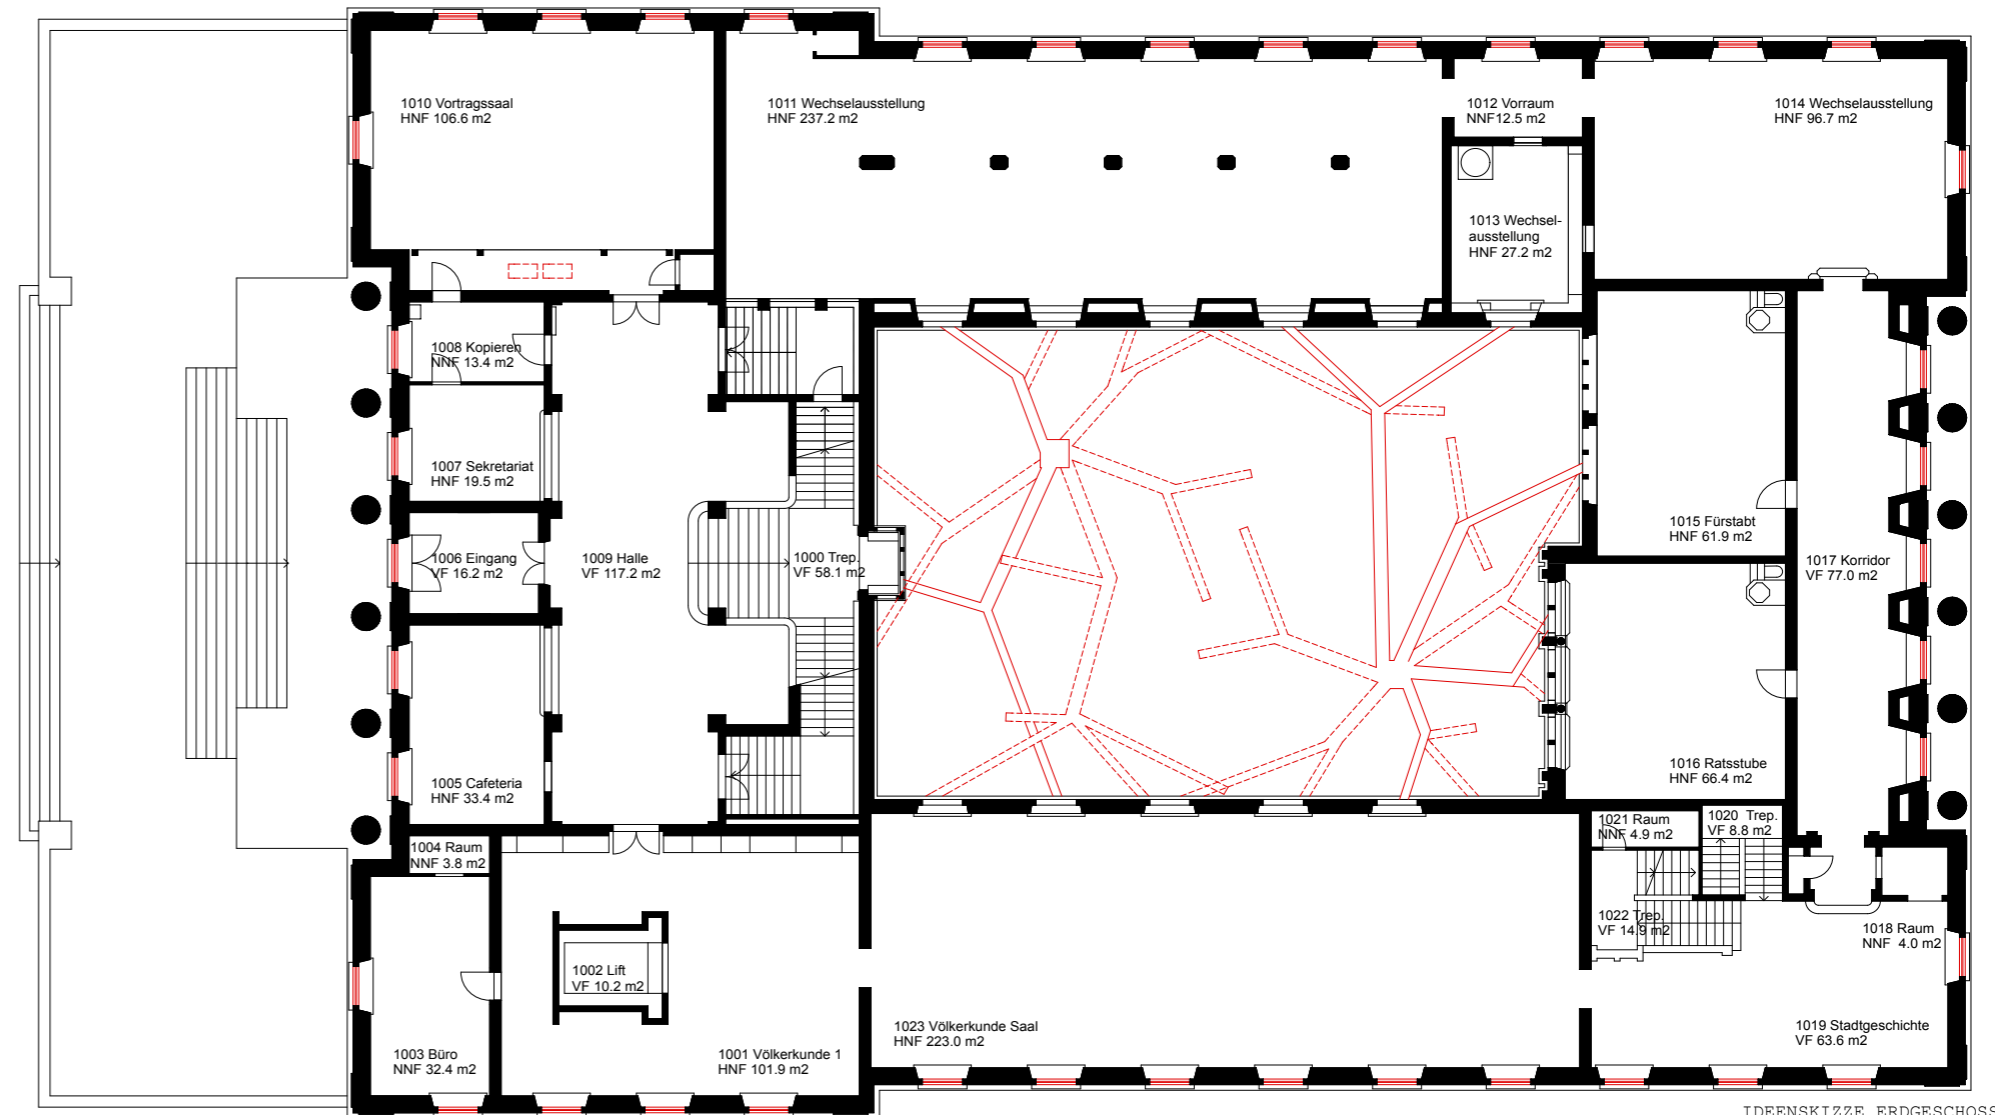 1010 Vortragssaal
HNF 106.6 m2
1011 Wechselausstellung
HNF 237.2 m2
1012 Vorraum
NNF12.5 m2
1014 Wechselausstellung
HNF 96.7 m2
1013 Wechsel-
ausstellung
HNF 27.2 m2
1008 Kopieren
NNF 13.4 m2
1007 Sekretariat
HNF 19.5 m2
1006 Eingang
VF 16.2 m2
1009 Halle
VF 117.2 m2
1000 Trep.
VF 58.1 m2
1015 Fürstabt
HNF 61.9 m2
1017 Korridor
VF 77.0 m2
1016 Ratsstube
HNF 66.4 m2
1005 Cafeteria
HNF 33.4 m2
1004 Raum
NNF 3.8 m2
1021 Raum
NNF 4.9 m2
1020 Trep.
VF 8.8 m2
1022 Trep.
VF 14.9 m2
1018 Raum
NNF 4.0 m2
1002 Lift
VF 10.2 m2
1003 Büro
NNF 32.4 m2
1001 Völkerkunde 1
HNF 101.9 m2
1023 Völkerkunde Saal
HNF 223.0 m2
1019 Stadtgeschichte
VF 63.6 m2
IDEENSKIZZE ERDGESCHOSS